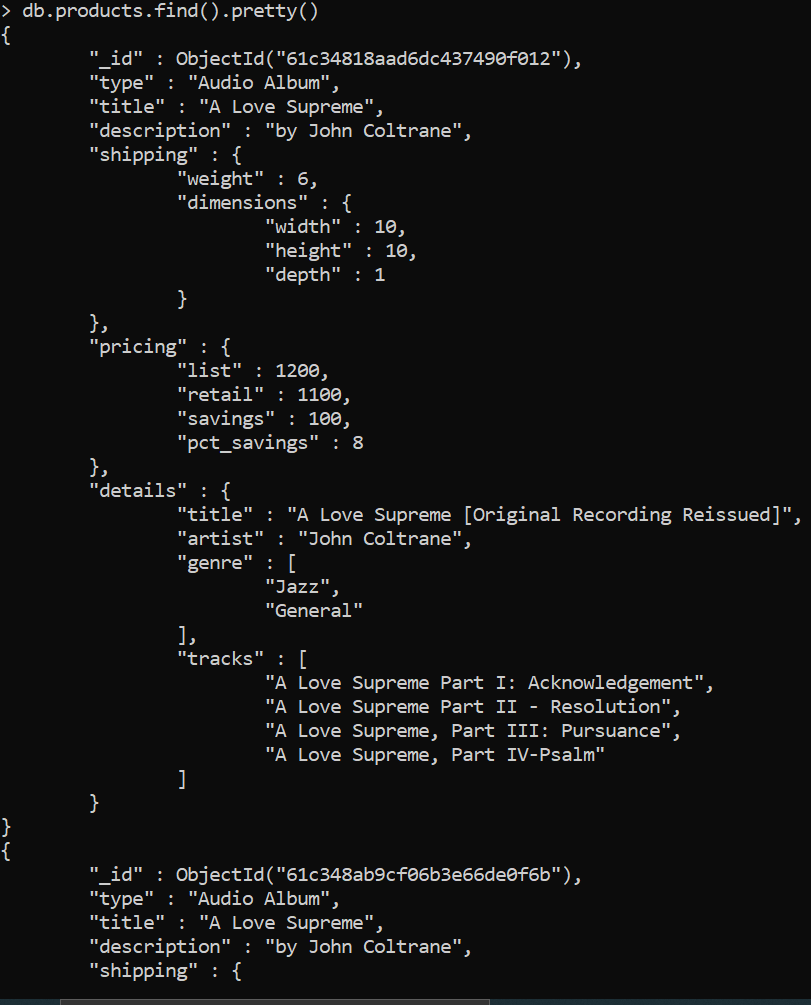 > db.products.find().pretty()
{
        "_id" : ObjectId("61c34818aad6dc437490f012"),
        "type" : "Audio Album",
        "title" : "A Love Supreme",
        "description" : "by John Coltrane",
        "shipping" : {
                "weight" : 6,
                "dimensions" : {
                        "width" : 10,
                        "height" : 10,
                        "depth" : 1
                }
        },
        "pricing" : {
                "list" : 1200,
                "retail" : 1100,
                "savings" : 100,
                "pct_savings" : 8
        },
        "details" : {
                "title" : "A Love Supreme [Original Recording Reissued]",
                "artist" : "John Coltrane",
                "genre" : [
                        "Jazz",
                        "General"
                ],
                "tracks" : [
                        "A Love Supreme Part I: Acknowledgement",
                        "A Love Supreme Part II - Resolution",
                        "A Love Supreme, Part III: Pursuance",
                        "A Love Supreme, Part IV-Psalm"
                ]
        }
}
{
        "_id" : ObjectId("61c348ab9cf06b3e66de0f6b"),
        "type" : "Audio Album",
        "title" : "A Love Supreme",
        "description" : "by John Coltrane",
        "shipping" : {